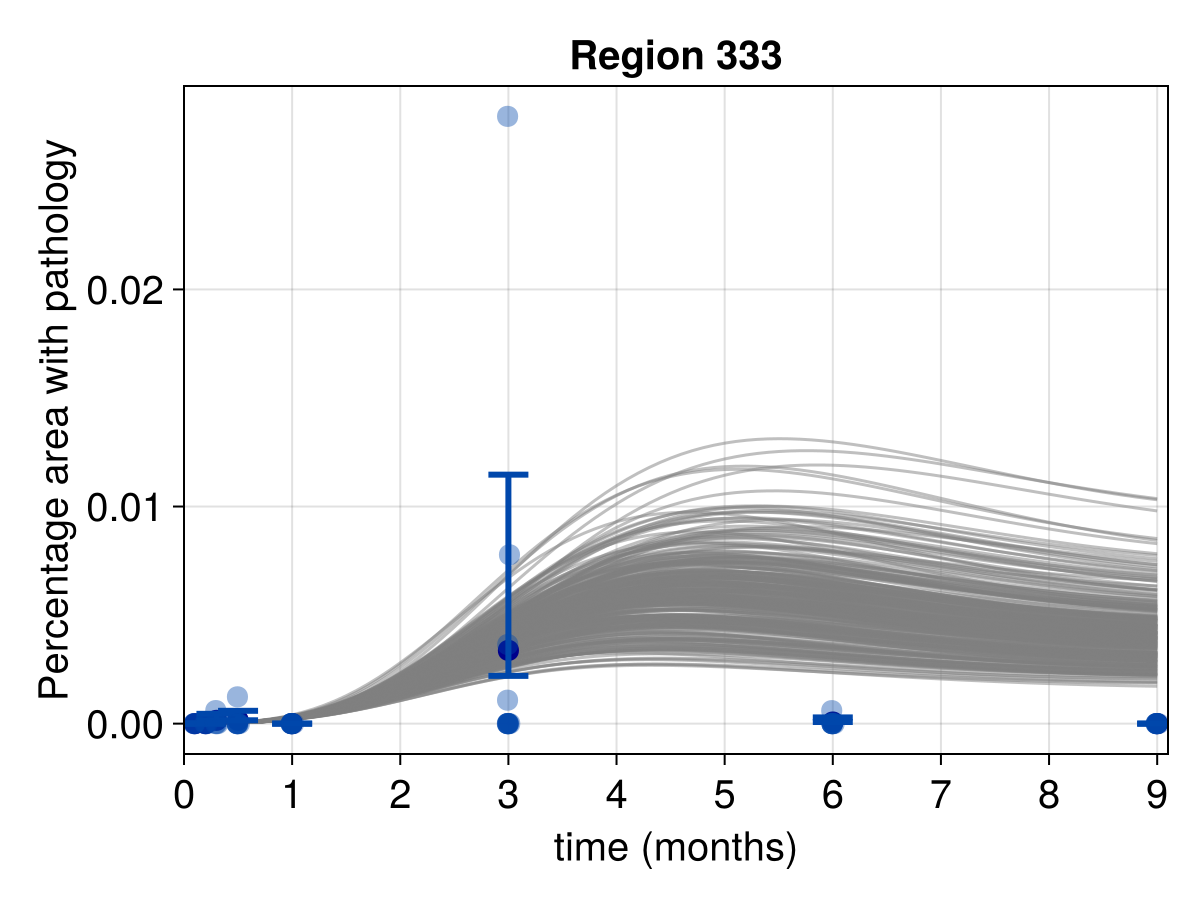 Region 333
Percentage area with pathology
0.02
0.01
0.00
0 1 2 3 4 5 6 7 8 9
time (months)